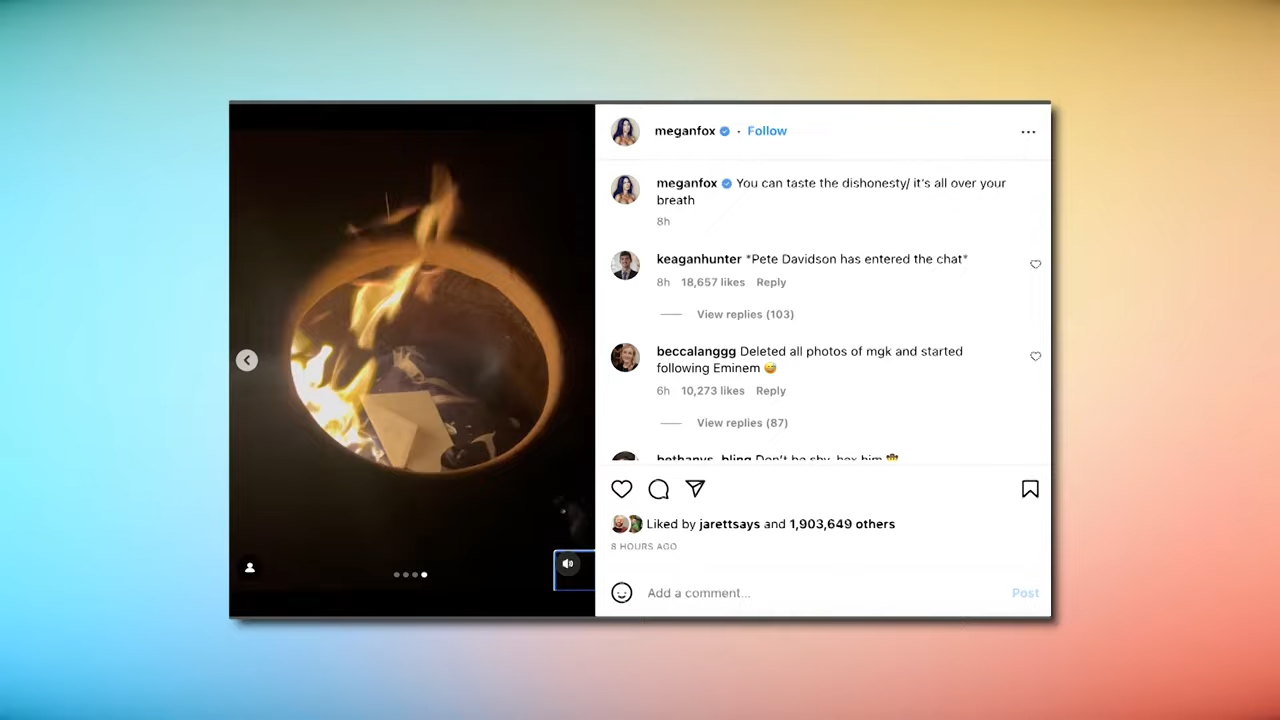 meganfox • Follow
meganfox You can taste the dishonesty/ it's all over your
breath
8h
keaganhunter *Pete Davidson has entered the chat*
8h 18,657 likes Reply
View replies (103)
beccalanggg Deleted all photos of mgk and started
following Eminem 😅
6h 10,273 likes Reply
View replies (87)
bethanys_bling Don't be shy, hex him
Liked by jarettsays and 1,903,649 others
8 HOURS AGO
Add a comment...
Post